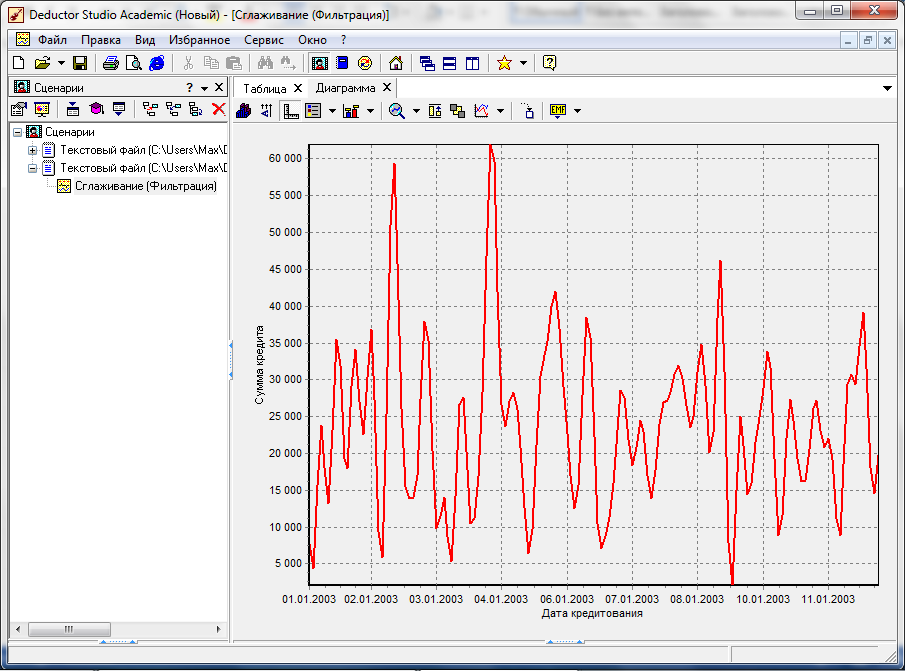 Deductor Studio Academic (Новый) - [Сглаживание (Фильтрация)]
Файл Правка Вид Избранное Сервис Окно ?
Сценарии ?
Таблица Диаграмма
EMF
Сценарии
Текстовый файл (C:\Users\Max\D
Текстовый файл (C:\Users\Max\D
Сглаживание (Фильтрация)
60 000
55 000
50 000
45 000
40 000
35 000
30 000
25 000
20 000
15 000
10 000
5 000
Сумма кредита
01.01.2003 02.01.2003 03.01.2003 04.01.2003 06.01.2003 07.01.2003 08.01.2003 10.01.2003 11.01.2003
Дата кредитования